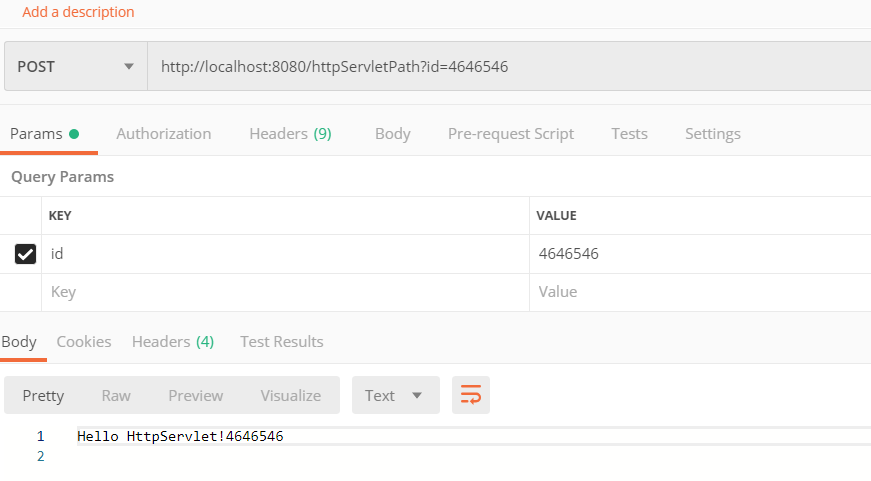 Add a description
POST http://localhost:8080/httpServletPath?id=4646546
Params Authorization Headers (9) Body Pre-request Script Tests Settings
Query Params
KEY VALUE
id 4646546
Key Value
Body Cookies Headers (4) Test Results
Pretty Raw Preview Visualize Text
1 Hello HttpServlet!4646546
2